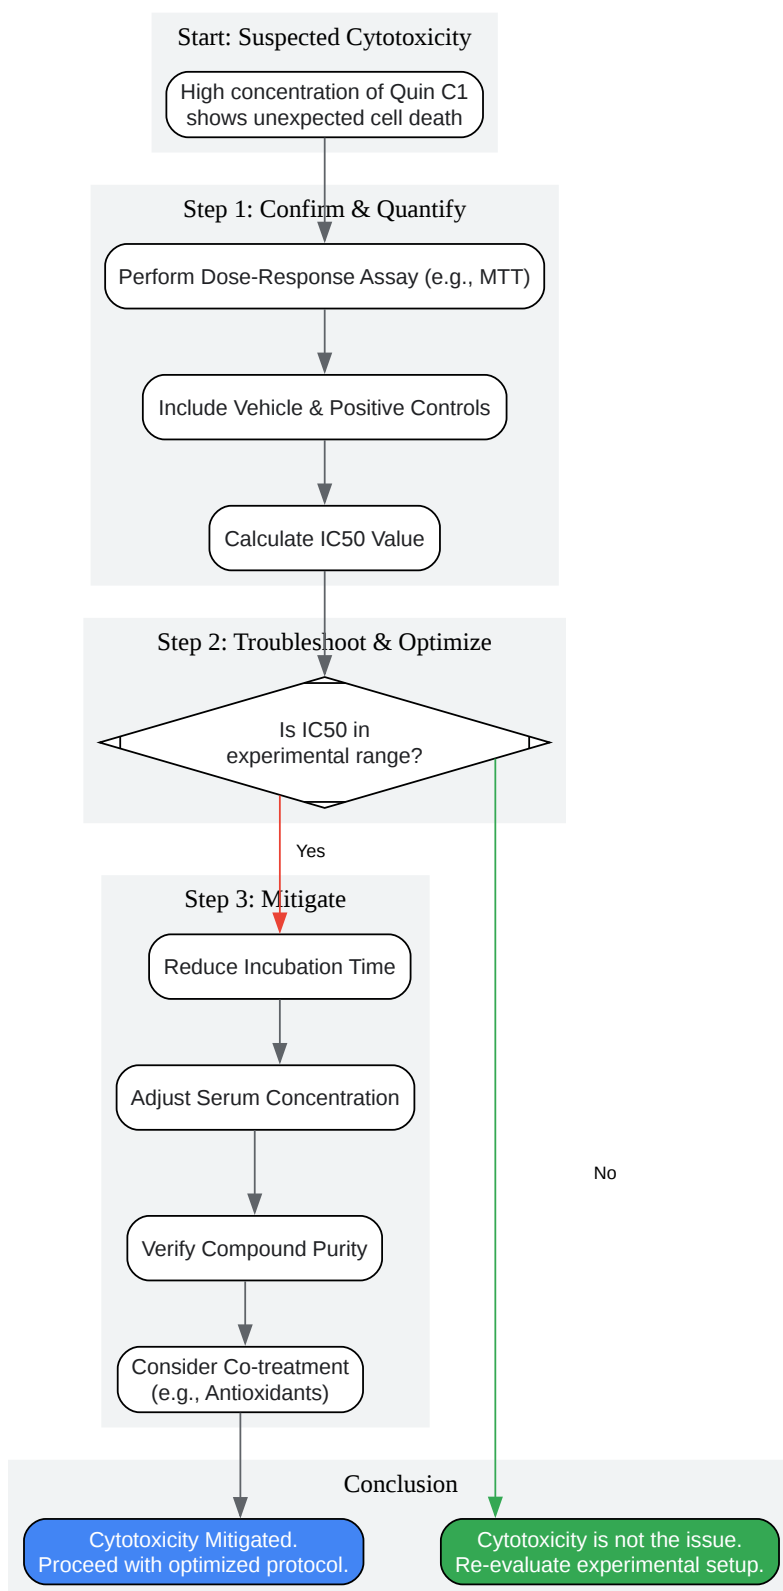 Start: Suspected Cytotoxicity
High concentration of Quin C1
shows unexpected cell death
Step 1: Confirm & Quantify
Perform Dose-Response Assay (e.g., MTT)
Include Vehicle & Positive Controls
Calculate IC50 Value
Step 2: Troubleshoot & Optimize
Is IC50 in
experimental range?
Yes
Step 3: Mitigate
Reduce Incubation Time
Adjust Serum Concentration
No
Verify Compound Purity
Consider Co-treatment
(e.g., Antioxidants)
Conclusion
Cytotoxicity Mitigated.
Proceed with optimized protocol.
Cytotoxicity is not the issue.
Re-evaluate experimental setup.